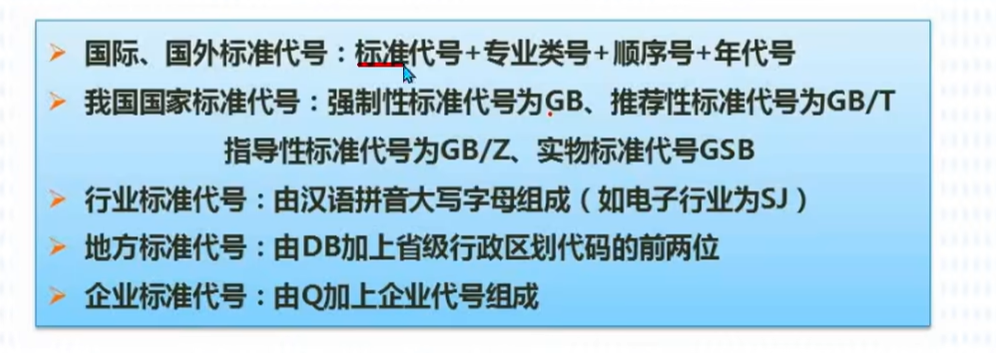 国际、国外标准代号：标准代号+专业类号+顺序号+年代号
我国国家标准代号：强制性标准代号为GB、推荐性标准代号为GB/T
指导性标准代号为GB/Z、实物标准代号GSB
行业标准代号：由汉语拼音大写字母组成（如电子行业为SJ）
地方标准代号：由DB加上省级行政区划代码的前两位
企业标准代号：由Q加上企业代号组成